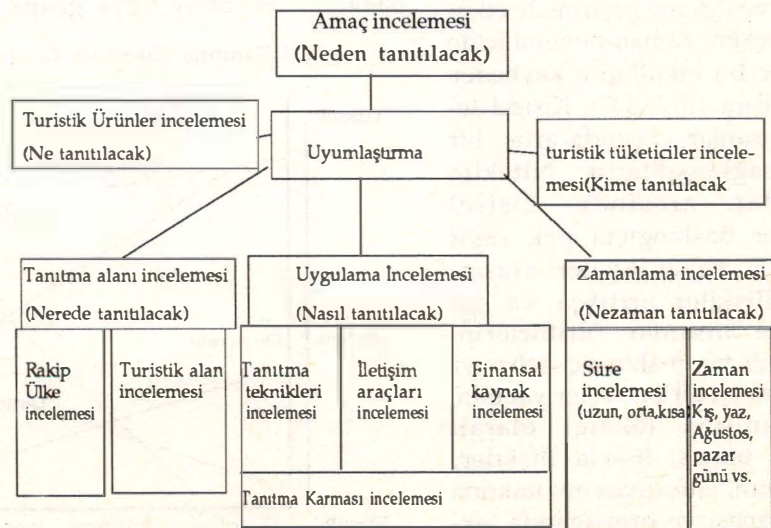 Amaç incelemesi
(Neden tanıtılacak)
Turistik Ürünler incelemesi
(Ne tanıtılacak)
Uyumlaştırma
turistik tüketiciler incele-
mesi(Kime tanıtılacak
Tanıtma alanı incelemesi
(Nerede tanıtılacak)
Uygulama İncelemesi
(Nasıl tanıtılacak)
Zamanlama incelemesi
(Nezaman tanıtılacak)
Rakip
Ülke
incelemesi
Turistik alan
incelemesi
Tanıtma
teknikleri
incelemesi
İletişim
araçları
incelemesi
Finansal
kaynak
incelemesi
Süre
incelemesi
(uzun, orta,kısa)
Zaman
incelemesi
Kış, yaz,
Ağustos,
pazar
günü vs.
Tanıtma Karması incelemesi